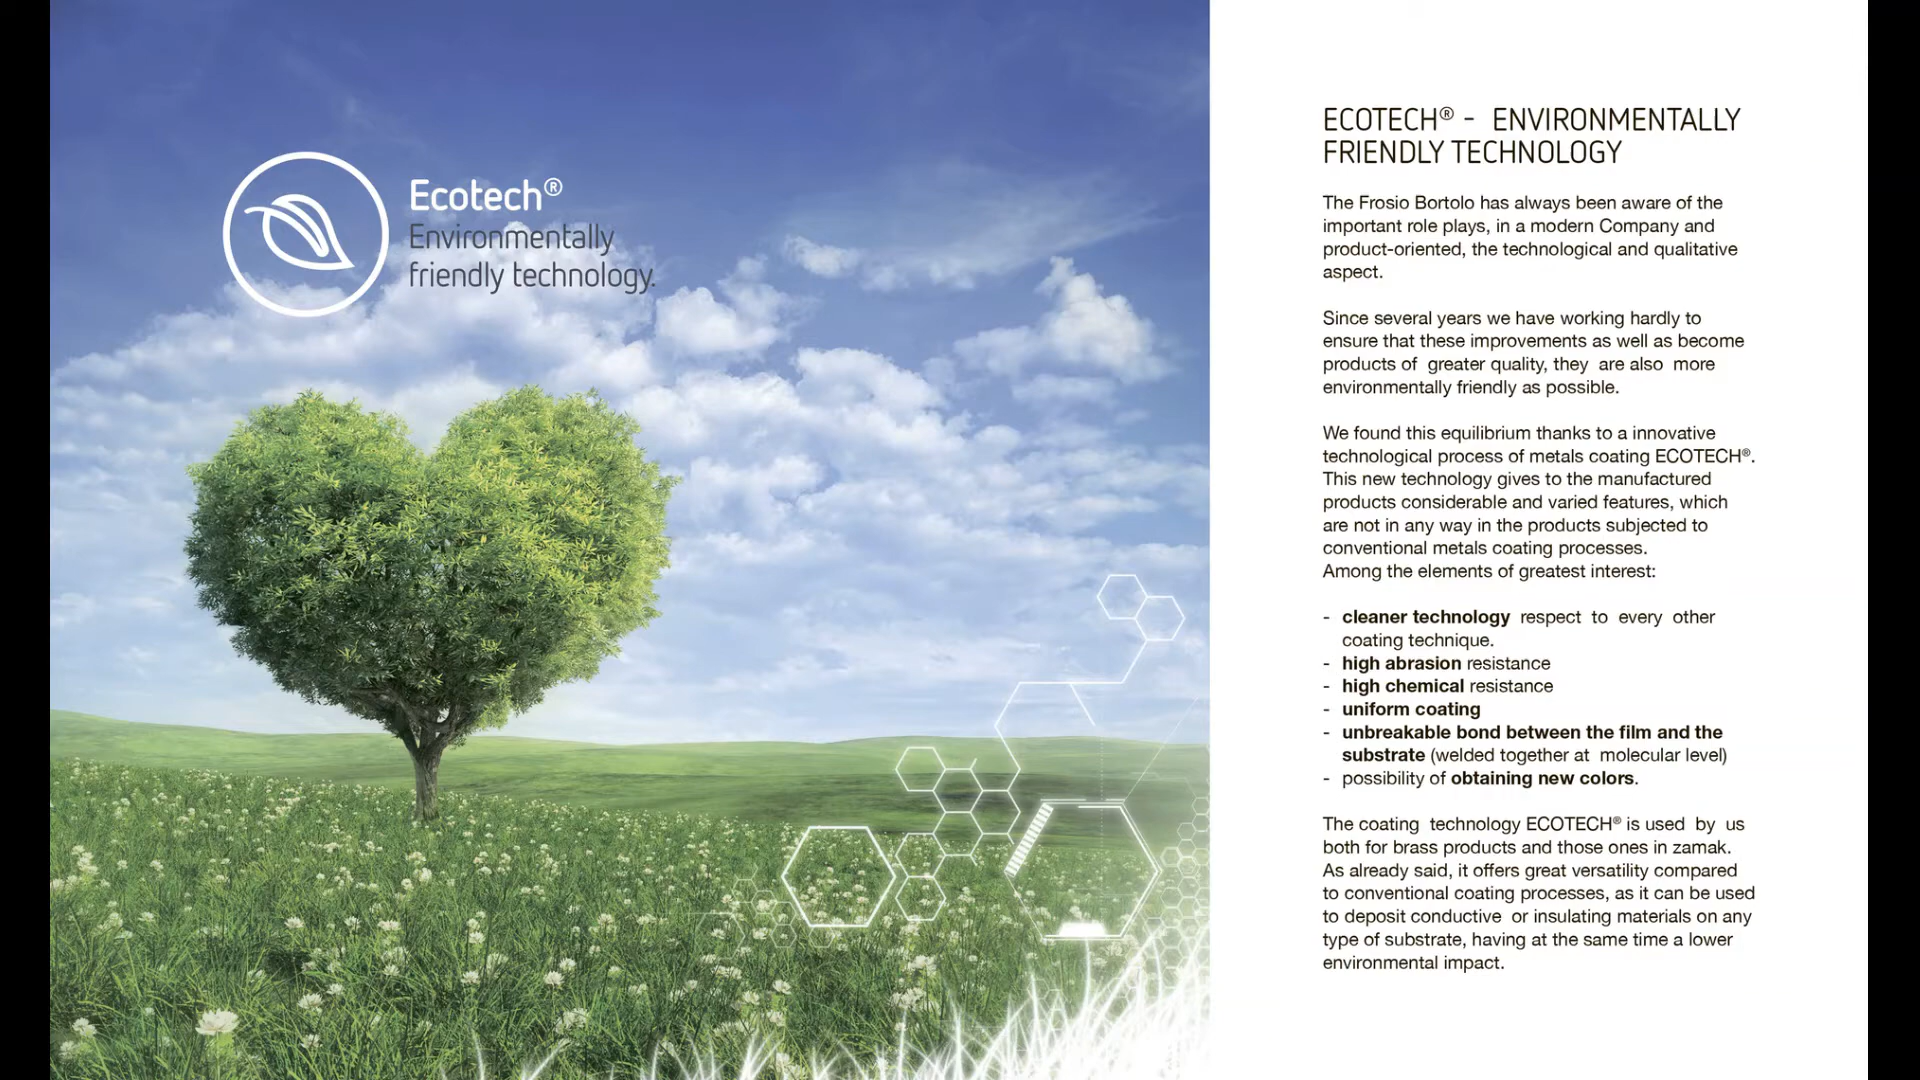 Ecotech®
Environmentally
friendly technology.
ECOTECH® - ENVIRONMENTALLY
FRIENDLY TECHNOLOGY
The Frosio Bortolo has always been aware of the
important role plays, in a modern Company and
product-oriented, the technological and qualitative
aspect.
Since several years we have working hardly to
ensure that these improvements as well as become
products of greater quality, they are also more
environmentally friendly as possible.
We found this equilibrium thanks to a innovative
technological process of metals coating ECOTECH®.
This new technology gives to the manufactured
products considerable and varied features, which
are not in any way in the products subjected to
conventional metals coating processes.
Among the elements of greatest interest:
- cleaner technology respect to every other
coating technique.
- high abrasion resistance
- high chemical resistance
- uniform coating
- unbreakable bond between the film and the
substrate (welded together at molecular level)
- possibility of obtaining new colors.
The coating technology ECOTECH® is used by us
both for brass products and those ones in zamak.
As already said, it offers great versatility compared
to conventional coating processes, as it can be used
to deposit conductive or insulating materials on any
type of substrate, having at the same time a lower
environmental impact.